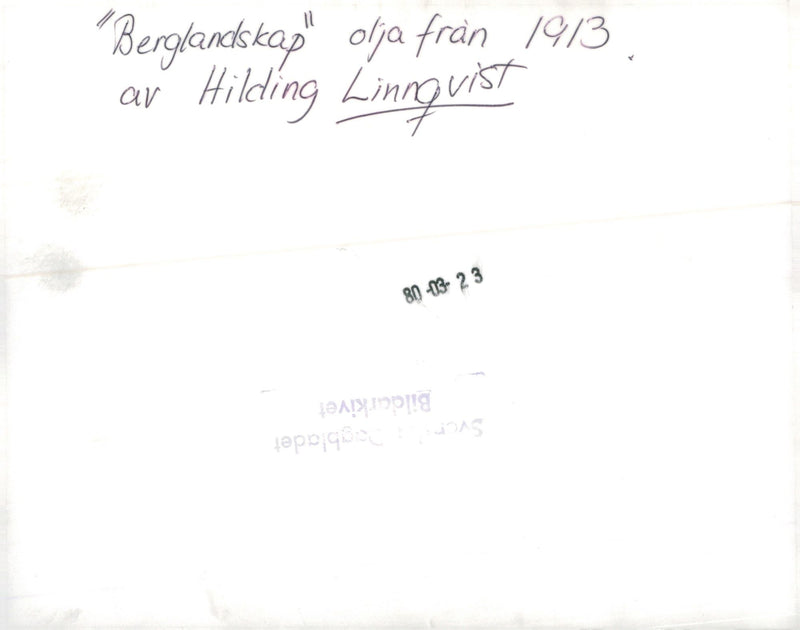 "Berglandskap" olja från 1913.
av Hilding Linnqvist
80-03-23
Svenska Dagbladet
Bildarkivet